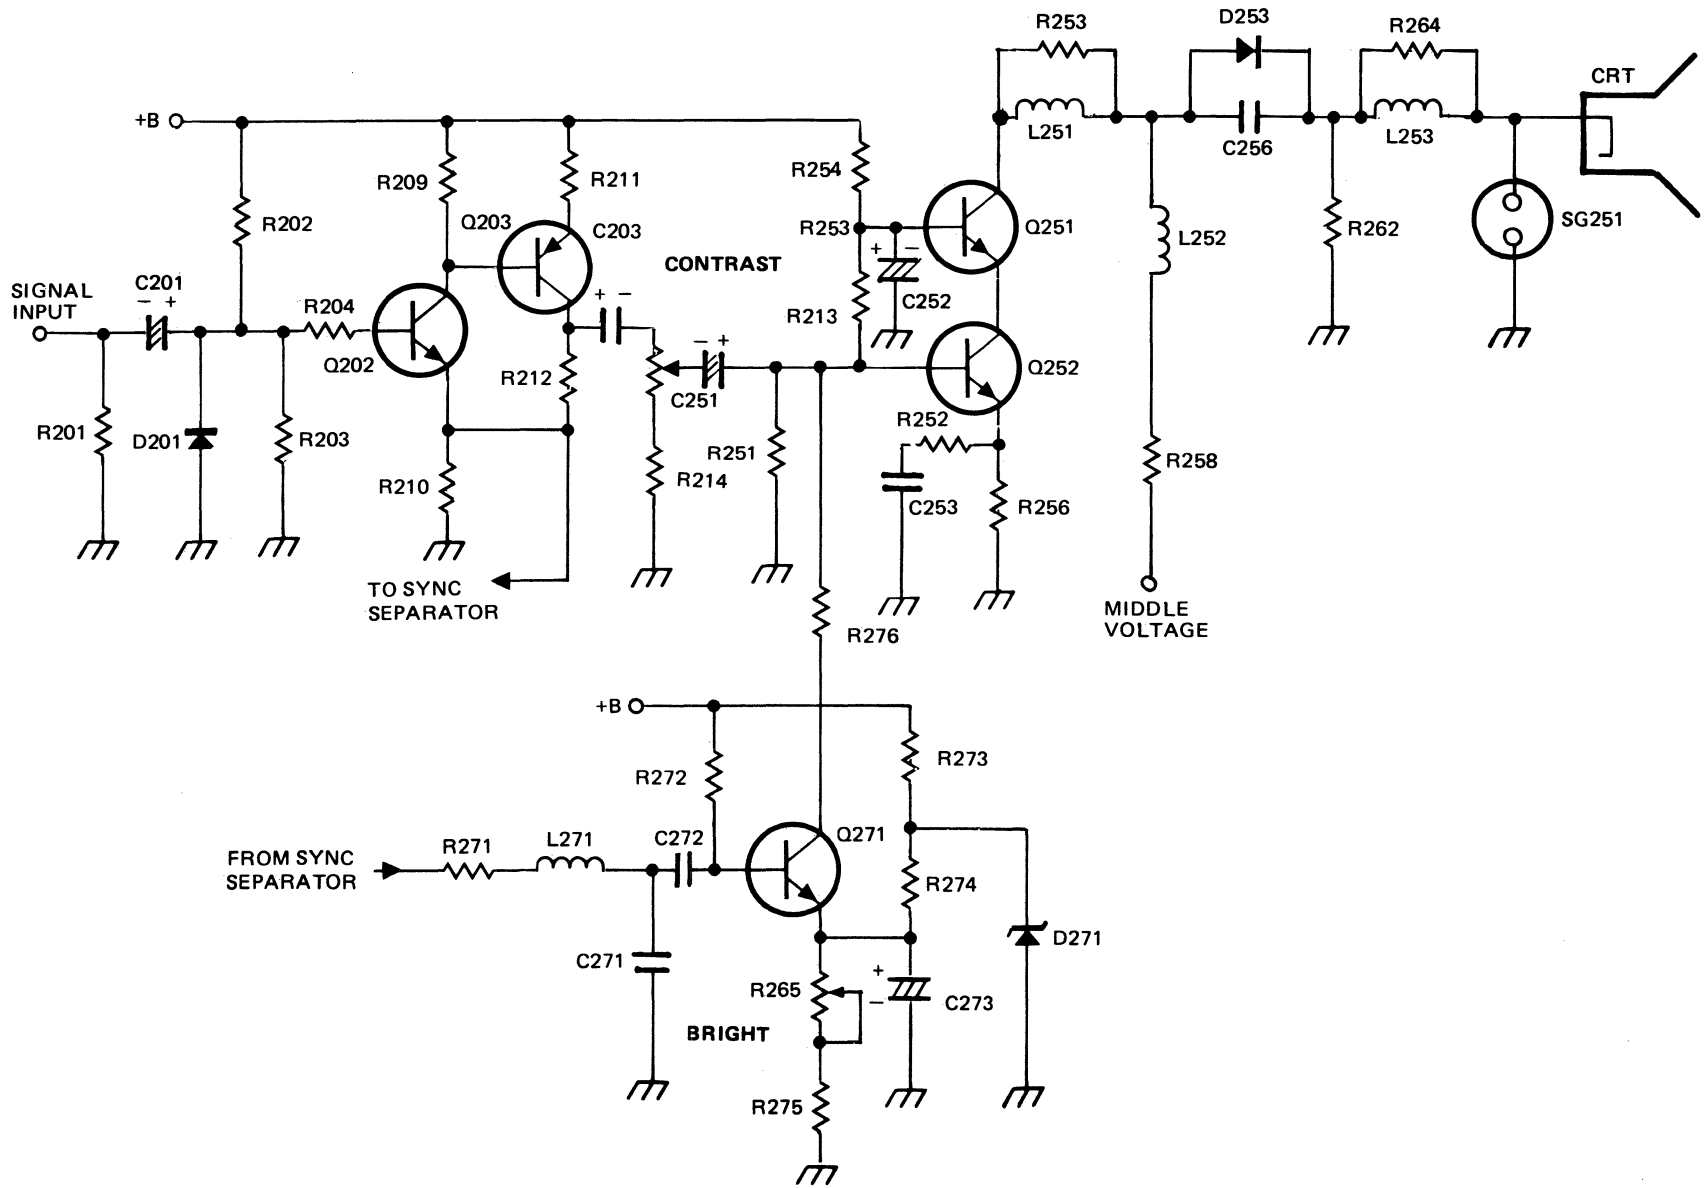 R253
D253
R264
CRT
+B
R254
L251
C256
L253
R209
R211
R202
Q203
C203
R253
Q251
SG251
R262
L252
CONTRAST
+ −
SIGNAL
INPUT
C201
− +
R204
+ −
C252
R213
Q202
− +
Q252
R212
C251
R252
R201
D201
R203
R251
R258
R210
R214
C253
R256
TO SYNC
SEPARATOR
MIDDLE
VOLTAGE
R276
+B
R273
R272
Q271
R271
L271
C272
FROM SYNC
SEPARATOR
R274
D271
C271
R265
+
−
C273
BRIGHT
R275